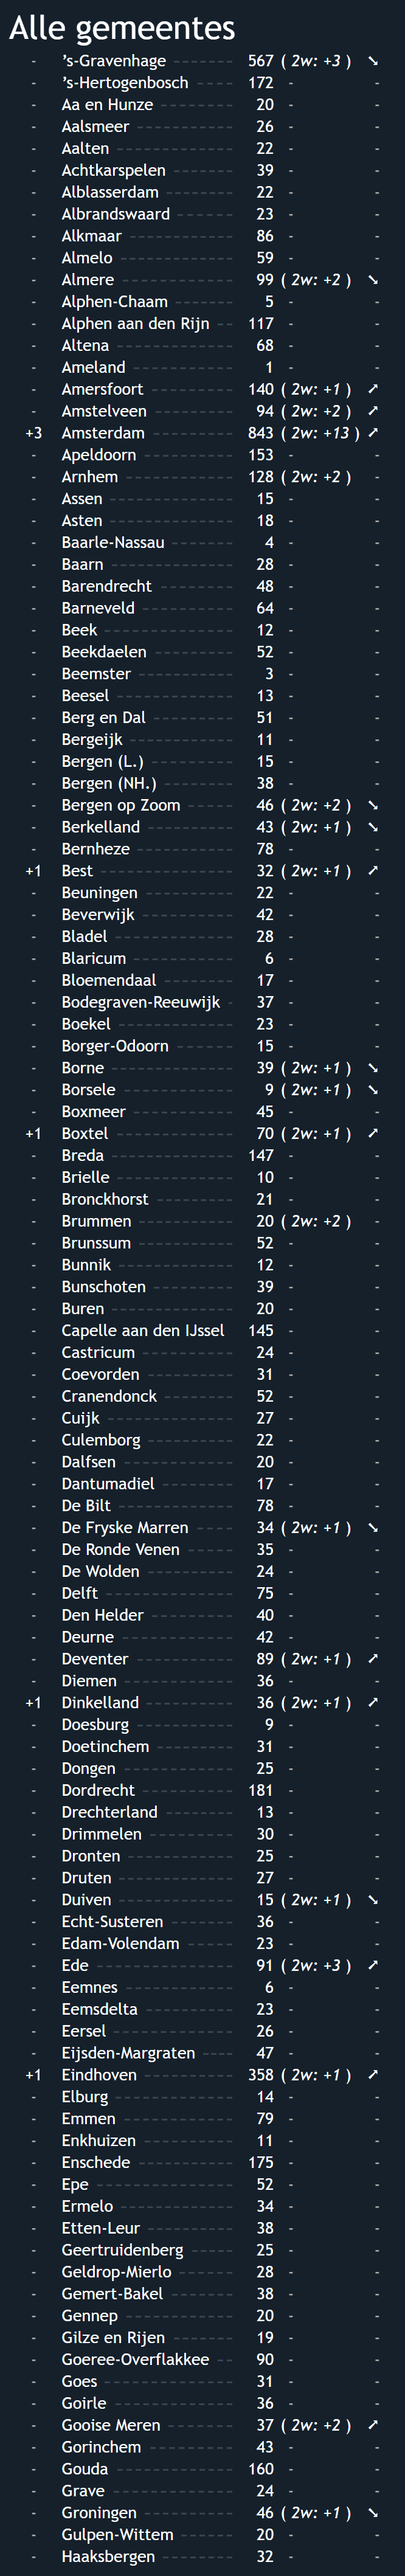 Alle gemeentes
- ’s-Gravenhage ------- 567 ( 2w: +3 ) ➘
- ’s-Hertogenbosch ----- 172 - -
- Aa en Hunze --------- 20 - -
- Aalsmeer ----------- 26 - -
- Aalten ------------- 22 - -
- Achtkarspelen ------- 39 - -
- Alblasserdam -------- 22 - -
- Albrandswaard ------ 23 - -
- Alkmaar ------------ 86 - -
- Almelo ------------- 59 - -
- Almere ------------- 99 ( 2w: +2 ) ➘
- Alphen-Chaam ------- 5 - -
- Alphen aan den Rijn -- 117 - -
- Altena ------------- 68 - -
- Ameland ----------- 1 - -
- Amersfoort --------- 140 ( 2w: +1 ) ➚
- Amstelveen --------- 94 ( 2w: +2 ) ➚
+3 Amsterdam --------- 843 ( 2w: +13 ) ➚
- Apeldoorn ---------- 153 - -
- Arnhem ------------ 128 ( 2w: +2 ) -
- Assen ------------- 15 - -
- Asten ------------- 18 - -
- Baarle-Nassau ------- 4 - -
- Baarn ------------- 28 - -
- Barendrecht -------- 48 - -
- Barneveld ---------- 64 - -
- Beek -------------- 12 - -
- Beekdaelen --------- 52 - -
- Beemster ---------- 3 - -
- Beesel ------------- 13 - -
- Berg en Dal --------- 51 - -
- Bergeijk ----------- 11 - -
- Bergen (L.) --------- 15 - -
- Bergen (NH.) -------- 38 - -
- Bergen op Zoom ----- 46 ( 2w: +2 ) ➘
- Berkelland ---------- 43 ( 2w: +1 ) ➘
- Bernheze ---------- 78 - -
+1 Best -------------- 32 ( 2w: +1 ) ➚
- Beuningen ---------- 22 - -
- Beverwijk ---------- 42 - -
- Bladel ------------- 28 - -
- Blaricum ----------- 6 - -
- Bloemendaal -------- 17 - -
- Bodegraven-Reeuwijk - 37 - -
- Boekel ------------ 23 - -
- Borger-Odoorn ------- 15 - -
- Borne ------------- 39 ( 2w: +1 ) ➘
- Borsele ------------ 9 ( 2w: +1 ) ➘
- Boxmeer ----------- 45 - -
+1 Boxtel ------------- 70 ( 2w: +1 ) ➚
- Breda ------------- 147 - -
- Brielle ------------- 10 - -
- Bronckhorst --------- 21 - -
- Brummen ---------- 20 ( 2w: +2 ) -
- Brunssum ---------- 52 - -
- Bunnik ------------ 12 - -
- Bunschoten --------- 39 - -
- Buren ------------- 20 - -
- Capelle aan den IJssel 145 - -
- Castricum ---------- 24 - -
- Coevorden ---------- 31 - -
- Cranendonck -------- 52 - -
- Cuijk ------------- 27 - -
- Culemborg ---------- 22 - -
- Dalfsen ------------ 20 - -
- Dantumadiel -------- 17 - -
- De Bilt ------------ 78 - -
- De Fryske Marren ---- 34 ( 2w: +1 ) ➘
- De Ronde Venen ----- 35 - -
- De Wolden ---------- 24 - -
- Delft -------------- 75 - -
- Den Helder --------- 40 - -
- Deurne ------------ 42 - -
- Deventer ----------- 89 ( 2w: +1 ) ➚
- Diemen ------------ 36 - -
+1 Dinkelland ---------- 36 ( 2w: +1 ) ➚
- Doesburg ----------- 9 - -
- Doetinchem --------- 31 - -
- Dongen ------------ 25 - -
- Dordrecht ---------- 181 - -
- Drechterland -------- 13 - -
- Drimmelen --------- 30 - -
- Dronten ----------- 25 - -
- Druten ------------ 27 - -
- Duiven ------------ 15 ( 2w: +1 ) ➘
- Echt-Susteren ------- 36 - -
- Edam-Volendam ------ 23 - -
- Ede --------------- 91 ( 2w: +3 ) ➚
- Eemnes ------------ 6 - -
- Eemsdelta ---------- 23 - -
- Eersel ------------- 26 - -
- Eijsden-Margraten ---- 47 - -
+1 Eindhoven ---------- 358 ( 2w: +1 ) ➚
- Elburg ------------- 14 - -
- Emmen ------------ 79 - -
- Enkhuizen ---------- 11 - -
- Enschede ----------- 175 - -
- Epe --------------- 52 - -
- Ermelo ------------ 34 - -
- Etten-Leur ---------- 38 - -
- Geertruidenberg ----- 25 - -
- Geldrop-Mierlo ------ 28 - -
- Gemert-Bakel ------- 38 - -
- Gennep ------------ 20 - -
- Gilze en Rijen ------- 19 - -
- Goeree-Overflakkee -- 90 - -
- Goes -------------- 31 - -
- Goirle ------------- 36 - -
- Gooise Meren ------- 37 ( 2w: +2 ) ➚
- Gorinchem ---------- 43 - -
- Gouda ------------- 160 - -
- Grave ------------- 24 - -
- Groningen ---------- 46 ( 2w: +1 ) ➘
- Gulpen-Wittem ------ 20 - -
- Haaksbergen -------- 32 - -